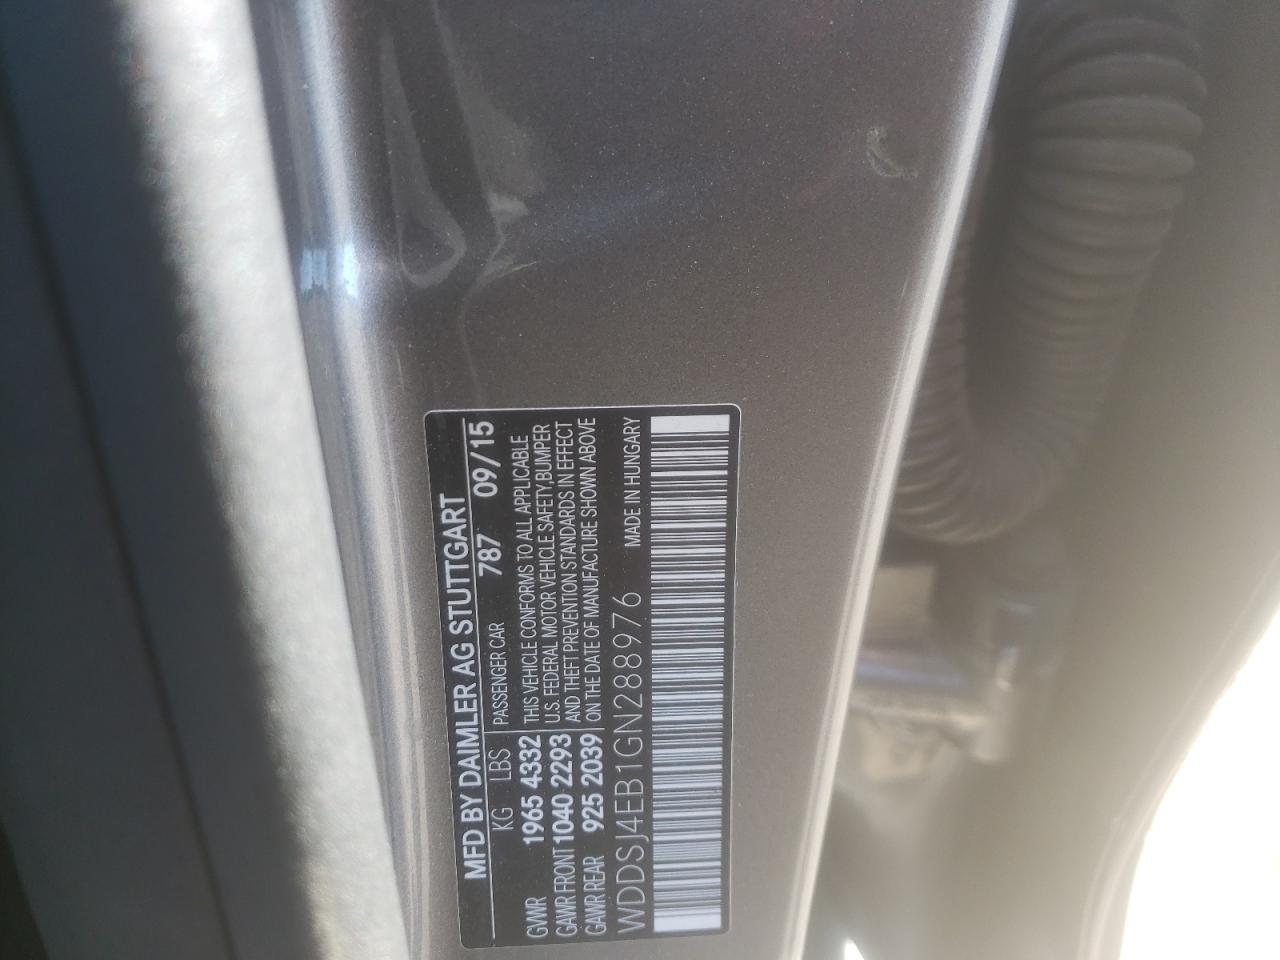 MFD BY DAIMLER AG STUTTGART
KG LBS PASSENGER CAR 787 09/15
GVWR 1965 4332 THIS VEHICLE CONFORMS TO ALL APPLICABLE
U.S. FEDERAL MOTOR VEHICLE SAFETY,BUMPER
GAWR FRONT 1040 2293 AND THEFT PREVENTION STANDARDS IN EFFECT
GAWR REAR 925 2039 ON THE DATE OF MANUFACTURE SHOWN ABOVE
WDDSJ4EB1GN288976 MADE IN HUNGARY